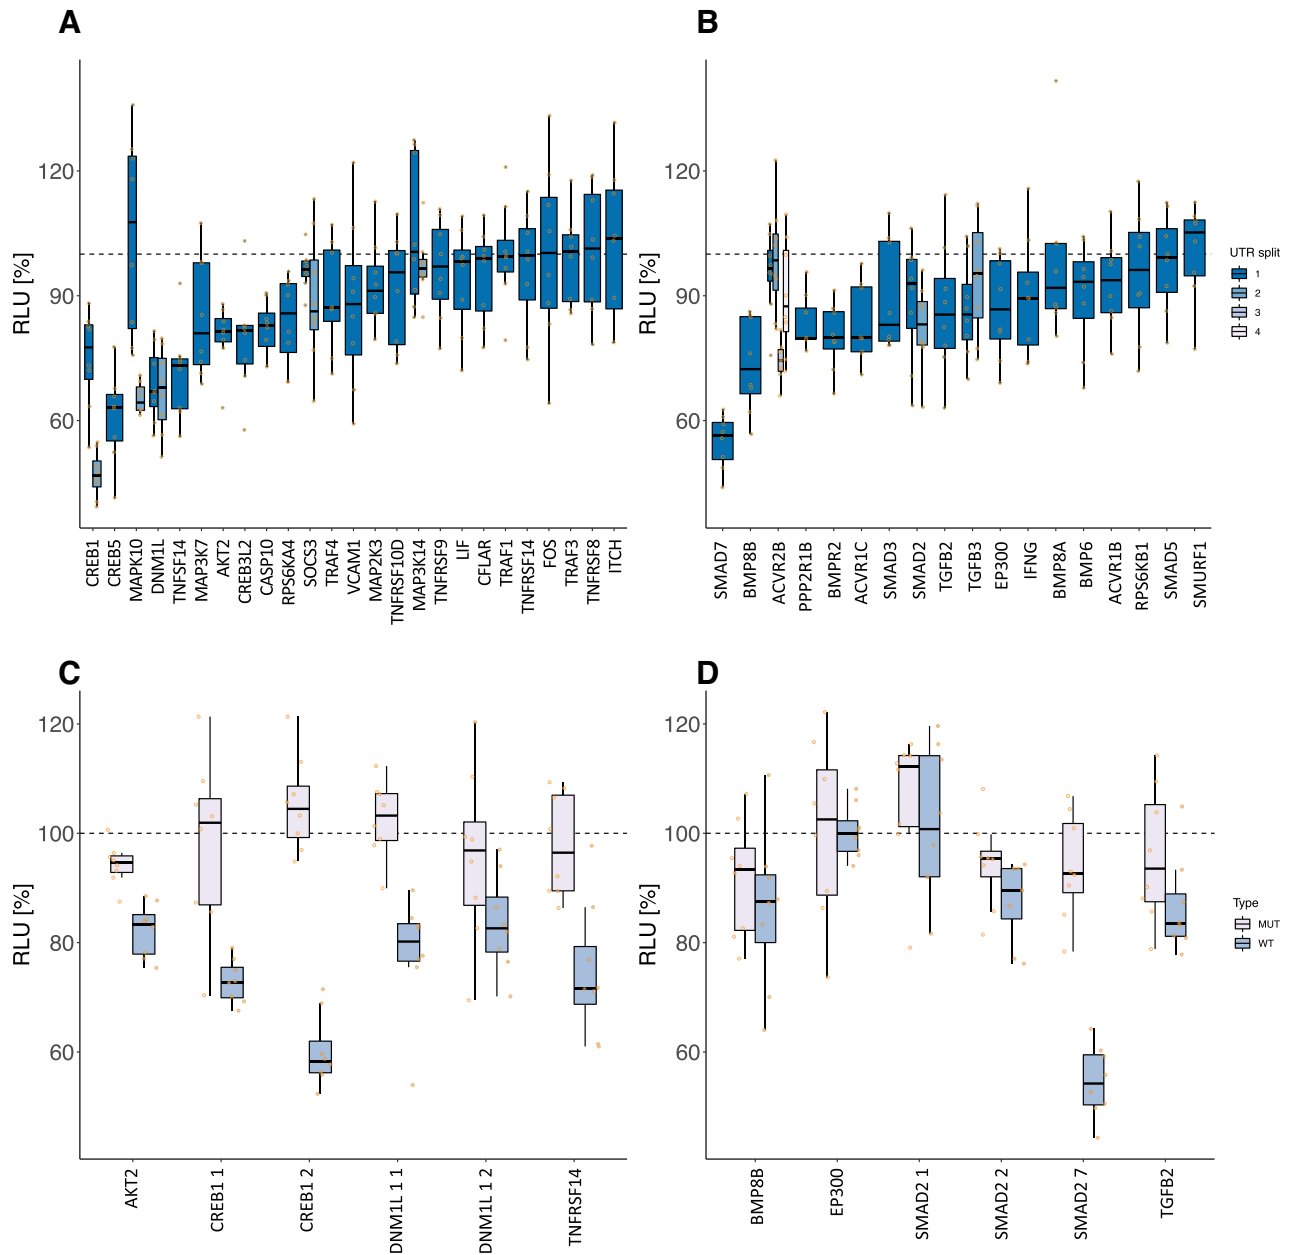 A
RLU [%]
120
90
60
CREB1
CREB5
MAPK10
DNM1L
TNFSF14
MAP3K7
AKT2
CREB3L2
CASP10
RPS6KA4
SOCS3
TRAF4
VCAM1
MAP2K3
TNFRSF10D
MAP3K14
TNFRSF9
LIF
CFLAR
TRAF1
TNFRSF14
FOS
TRAF3
TNFRSF8
ITCH
B
RLU [%]
120
90
60
SMAD7
BMP8B
ACVR2B
PPP2R1B
BMPR2
ACVR1C
SMAD3
SMAD2
TGFB2
TGFB3
EP300
IFNG
BMP8A
BMP6
ACVR1B
RPS6KB1
SMAD5
SMURF1
UTR split
1
2
3
4
C
RLU [%]
120
100
80
60
AKT2
CREB1 1
CREB1 2
DNM1L 1 1
DNM1L 1 2
TNFRSF14
D
RLU [%]
120
100
80
60
BMP8B
EP300
SMAD2 1
SMAD2 2
SMAD2 7
TGFB2
Type
MUT
WT